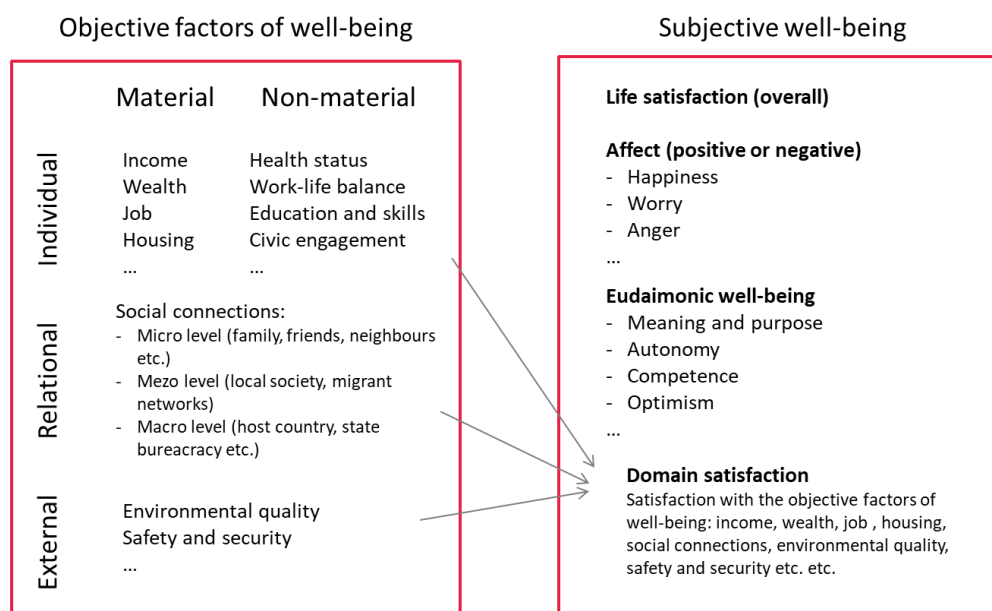 Objective factors of well-being
Subjective well-being
Material Non-material
Individual
Income Health status
Wealth Work-life balance
Job Education and skills
Housing Civic engagement
… …
Relational
Social connections:
- Micro level (family, friends, neighbours
etc.)
- Mezo level (local society, migrant
networks)
- Macro level (host country, state
bureacracy etc.)
External
Environmental quality
Safety and security
…
Life satisfaction (overall)
Affect (positive or negative)
- Happiness
- Worry
- Anger
…
Eudaimonic well-being
- Meaning and purpose
- Autonomy
- Competence
- Optimism
…
Domain satisfaction
Satisfaction with the objective factors of
well-being: income, wealth, job , housing,
social connections, environmental quality,
safety and security etc. etc.